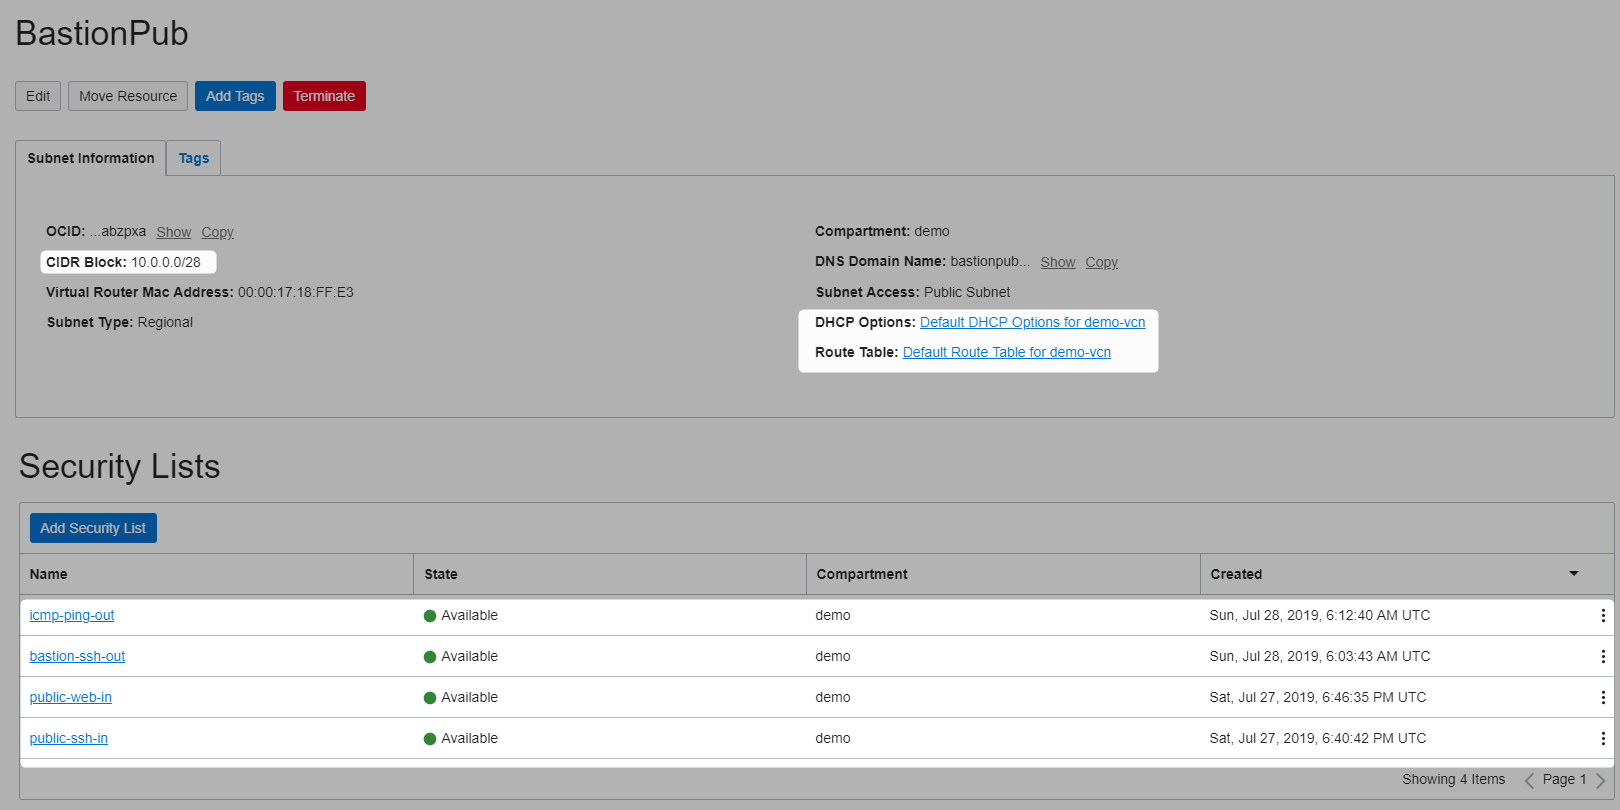 BastionPub
Edit Move Resource Add Tags Terminate
Subnet Information Tags
OCID: ...abzpxa Show Copy
CIDR Block: 10.0.0.0/28
Virtual Router Mac Address: 00:00:17:18:FF:E3
Subnet Type: Regional
Compartment: demo
DNS Domain Name: bastionpub... Show Copy
Subnet Access: Public Subnet
DHCP Options: Default DHCP Options for demo-vcn
Route Table: Default Route Table for demo-vcn
Security Lists
Add Security List
Name State Compartment Created
icmp-ping-out Available demo Sun, Jul 28, 2019, 6:12:40 AM UTC
bastion-ssh-out Available demo Sun, Jul 28, 2019, 6:03:43 AM UTC
public-web-in Available demo Sat, Jul 27, 2019, 6:46:35 PM UTC
public-ssh-in Available demo Sat, Jul 27, 2019, 6:40:42 PM UTC
Showing 4 Items Page 1